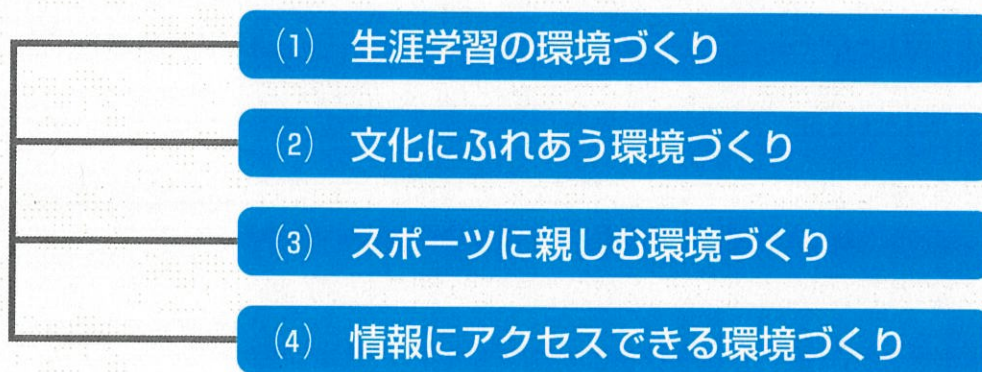 (1) 生涯学習の環境づくり
(2) 文化にふれあう環境づくり
(3) スポーツに親しむ環境づくり
(4) 情報にアクセスできる環境づくり